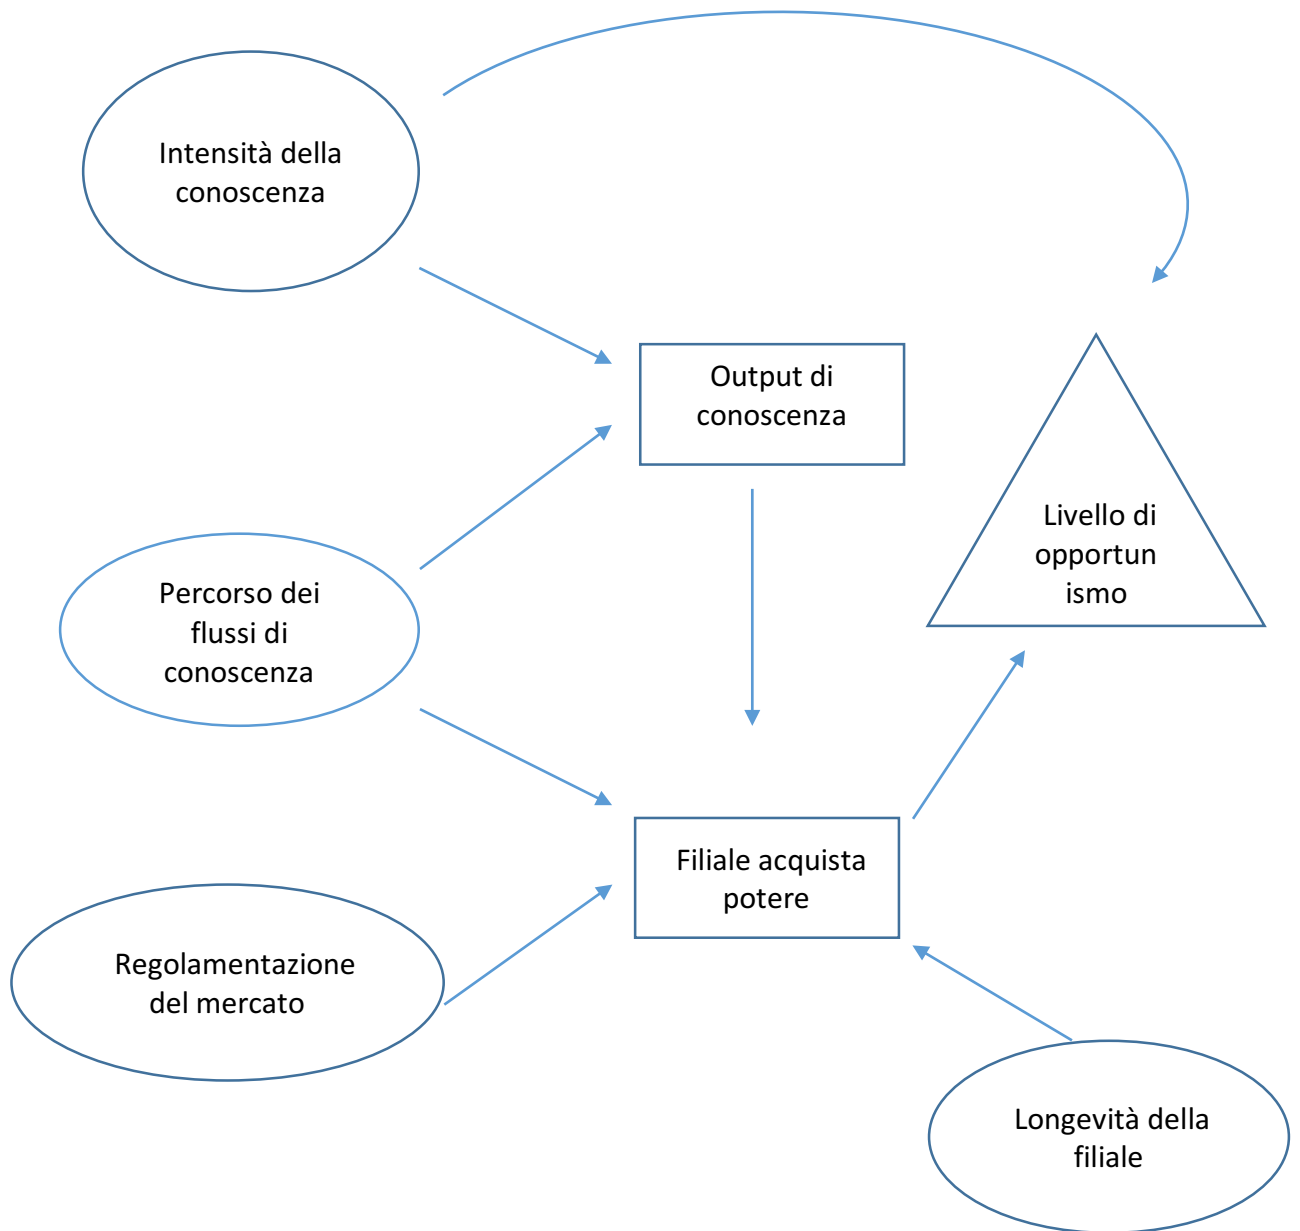 Intensità della
conoscenza
Output di
conoscenza
Livello di
opportun
ismo
Percorso dei
flussi di
conoscenza
Filiale acquista
potere
Regolamentazione
del mercato
Longevità della
filiale